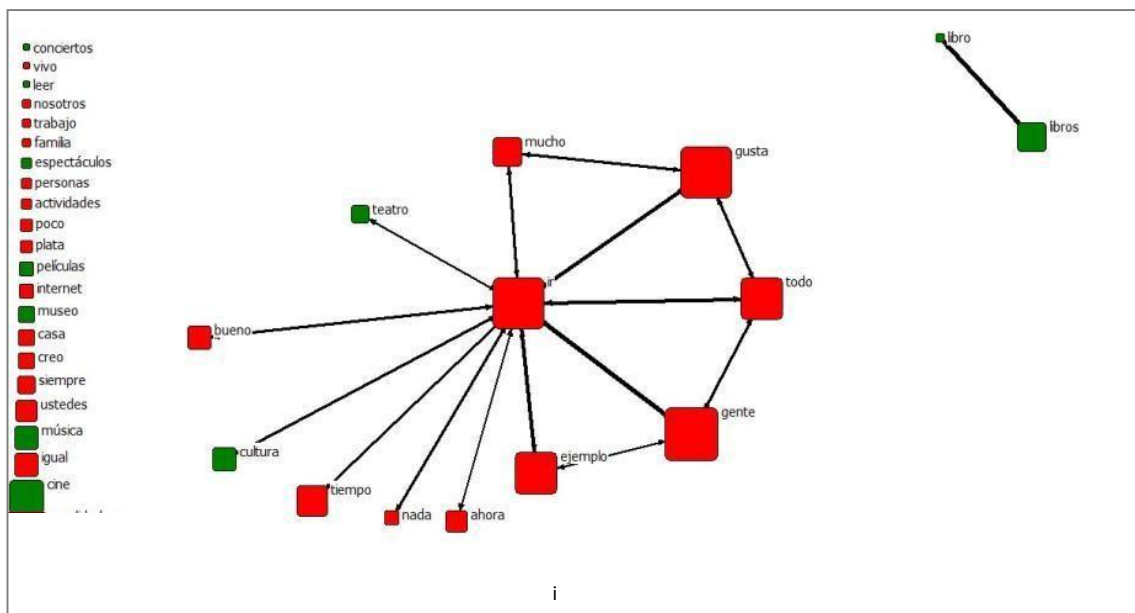 conciertos
vivo
leer
nosotros
trabajo
familia
espectáculos
personas
actividades
poco
plata
películas
internet
museo
casa
creo
siempre
ustedes
música
igual
cine
libro
libros
mucho
gusta
teatro
ir
todo
bueno
gente
cultura
ejemplo
tiempo
nada
ahora
i